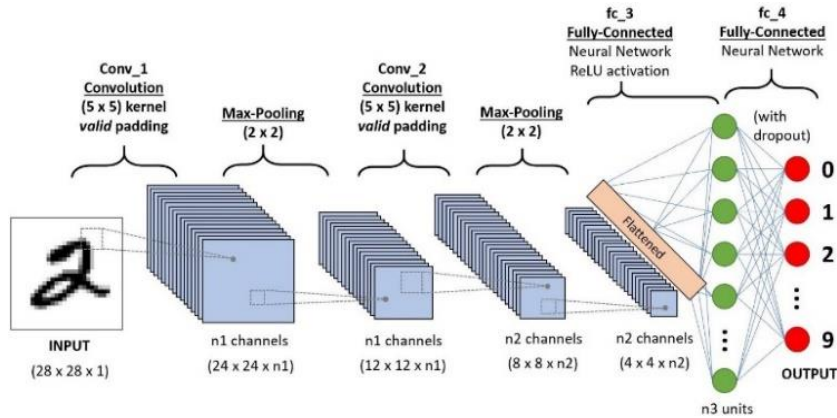 fc_3
Fully-Connected
Neural Network
ReLU activation
fc_4
Fully-Connected
Neural Network
Conv_1
Convolution
(5 x 5) kernel
valid padding
Max-Pooling
(2 x 2)
Conv_2
Convolution
(5 x 5) kernel
valid padding
Max-Pooling
(2 x 2)
(with
dropout)
Flattened
2
0
1
2
⋮
9
⋮
INPUT
(28 x 28 x 1)
n1 channels
(24 x 24 x n1)
n1 channels
(12 x 12 x n1)
n2 channels
(8 x 8 x n2)
n2 channels
(4 x 4 x n2)
OUTPUT
n3 units